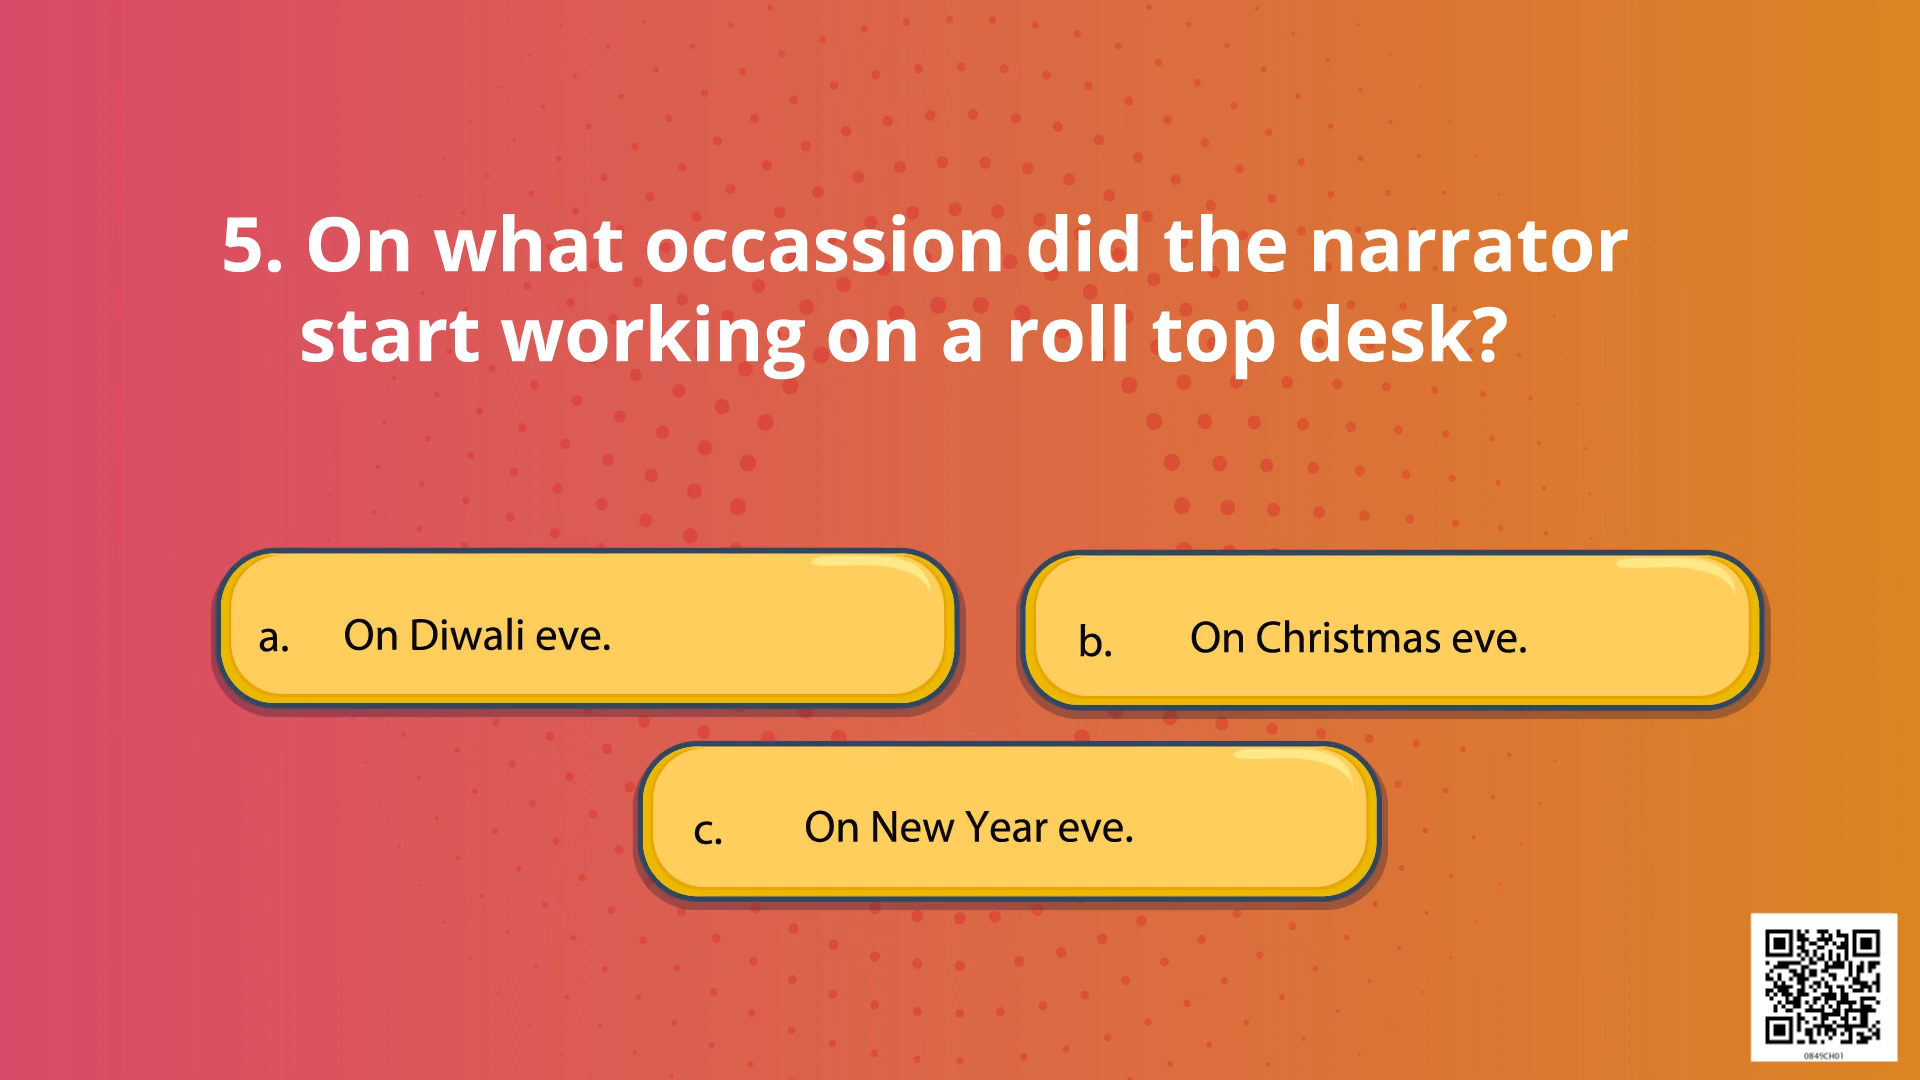 5. On what occassion did the narrator
start working on a roll top desk?
a. On Diwali eve.
b. On Christmas eve.
c. On New Year eve.
0849CH01